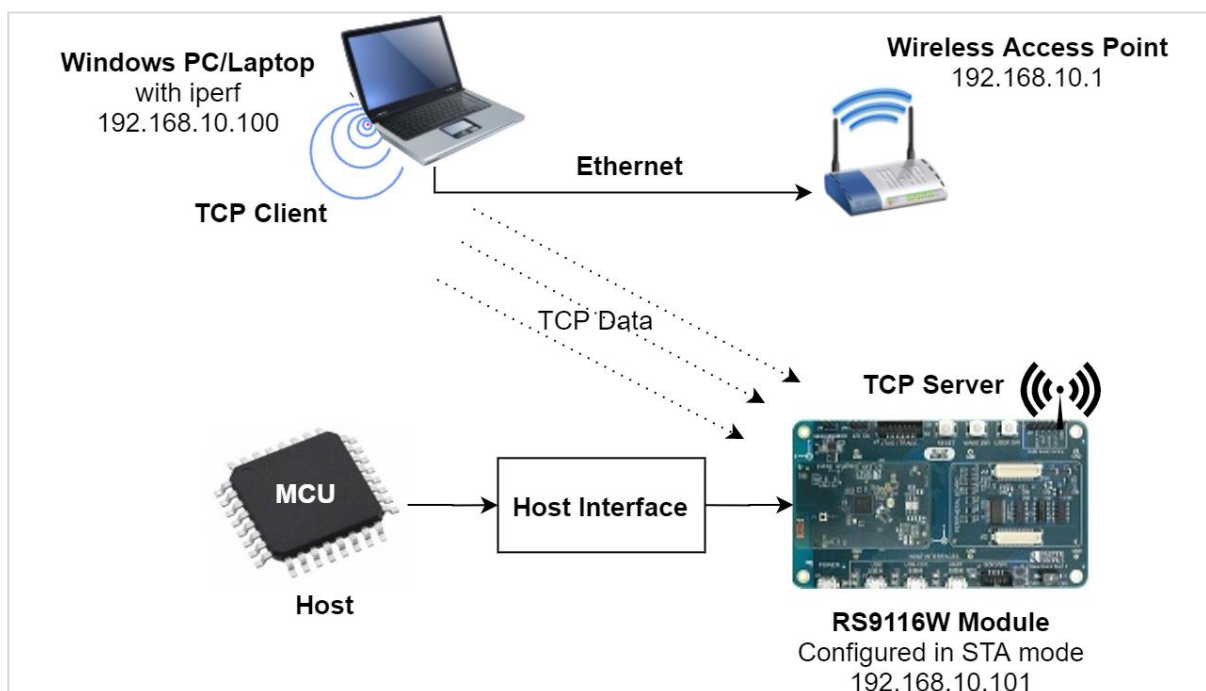 Windows PC/Laptop
with iperf
192.168.10.100
Wireless Access Point
192.168.10.1
Ethernet
TCP Client
TCP Data
TCP Server
MCU
Host Interface
Host
RS9116W Module
Configured in STA mode
192.168.10.101